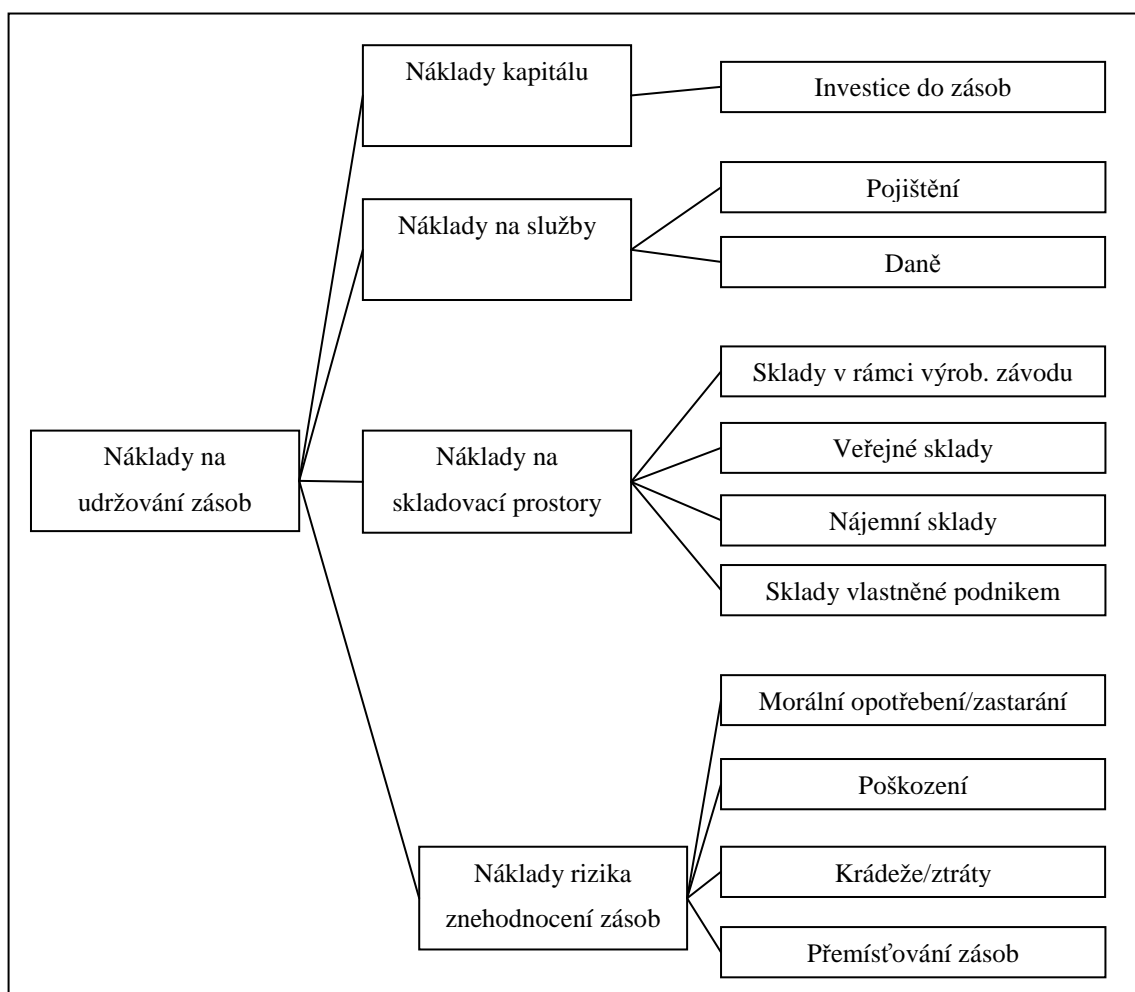 Náklady na
udržování zásob
Náklady kapitálu
Investice do zásob
Náklady na služby
Pojištění
Daně
Náklady na
skladovací prostory
Sklady v rámci výrob. závodu
Veřejné sklady
Nájemní sklady
Sklady vlastněné podnikem
Náklady rizika
znehodnocení zásob
Morální opotřebení/zastarání
Poškození
Krádeže/ztráty
Přemísťování zásob